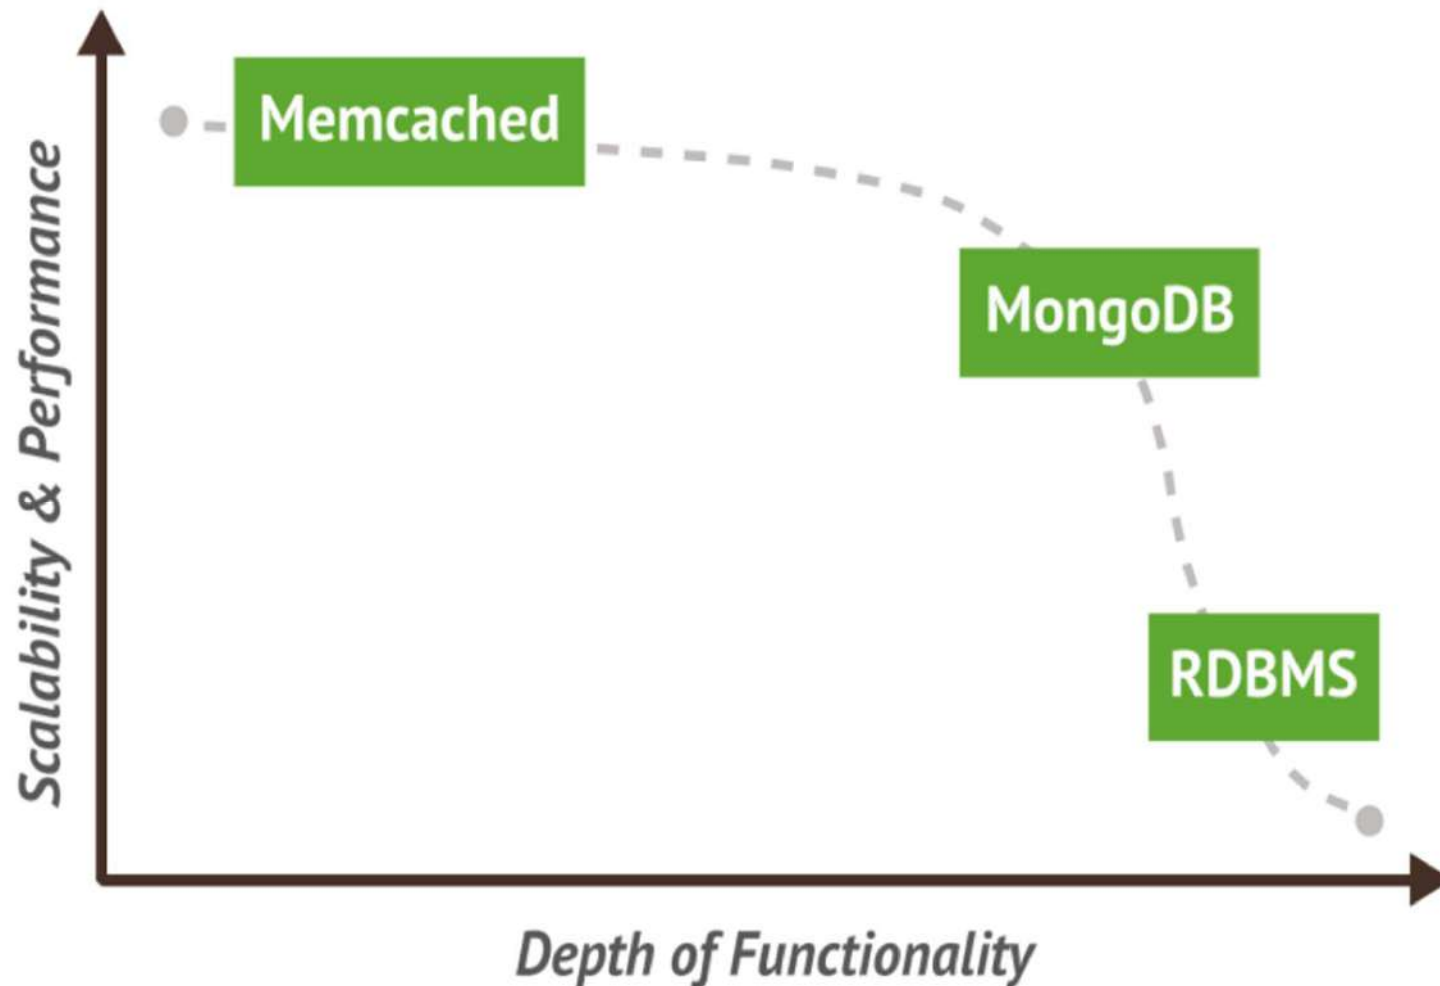 Memcached
MongoDB
RDBMS
Scalability & Performance
Depth of Functionality